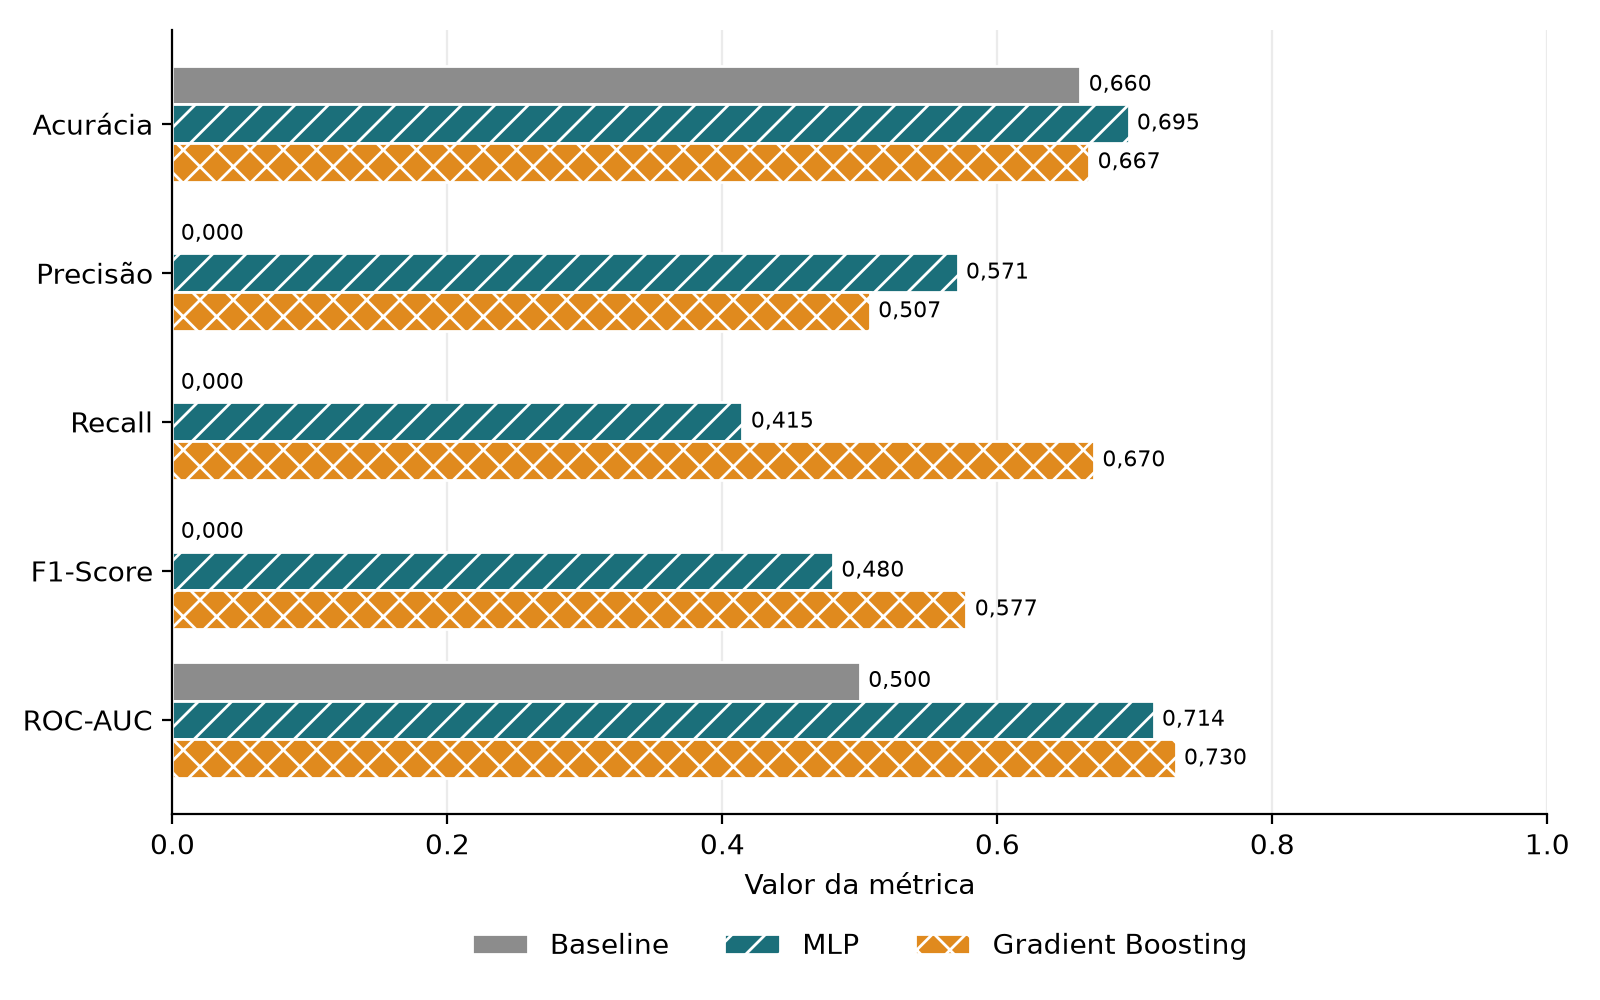 0,660
Acurácia
0,695
0,667
0,000
Precisão
0,571
0,507
0,000
Recall
0,415
0,670
0,000
F1-Score
0,480
0,577
0,500
ROC-AUC
0,714
0,730
0.0 0.2 0.4 0.6 0.8 1.0
Valor da métrica
Baseline MLP Gradient Boosting